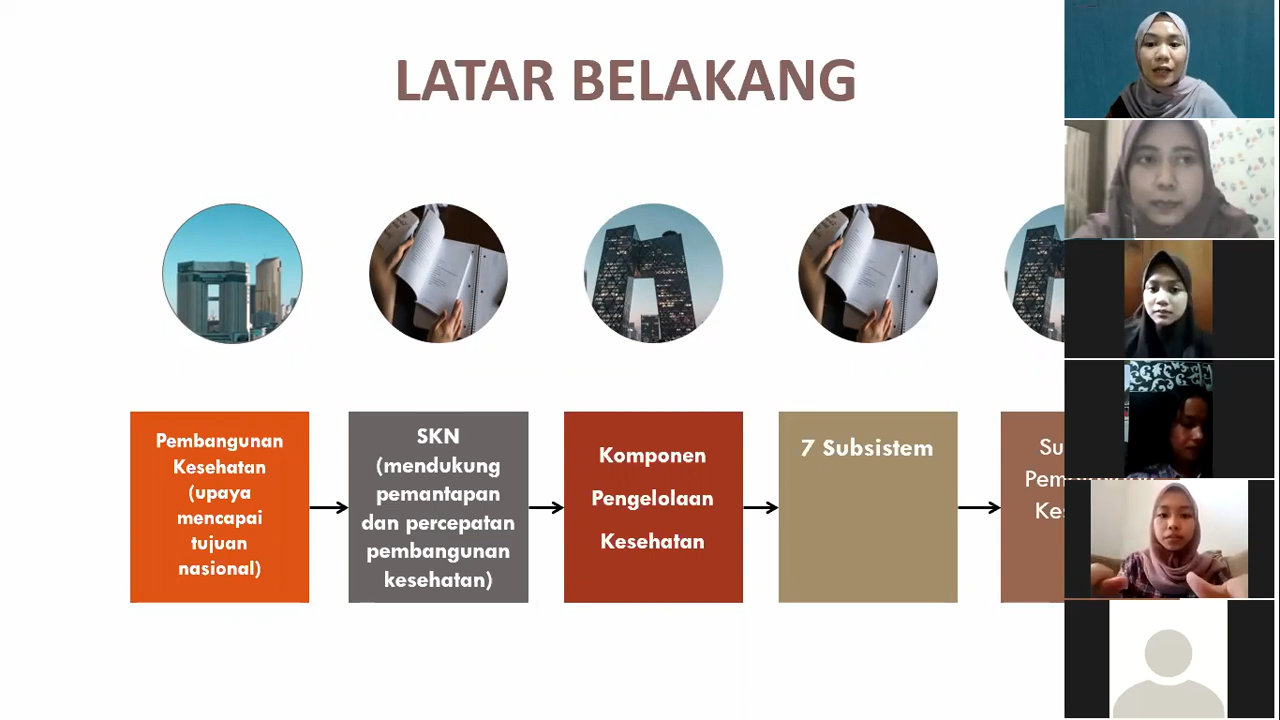 LATAR BELAKANG
Pembangunan
Kesehatan
(upaya
mencapai
tujuan
nasional)
SKN
(mendukung
pemantapan
dan percepatan
pembangunan
kesehatan)
Komponen
Pengelolaan
Kesehatan
7 Subsistem